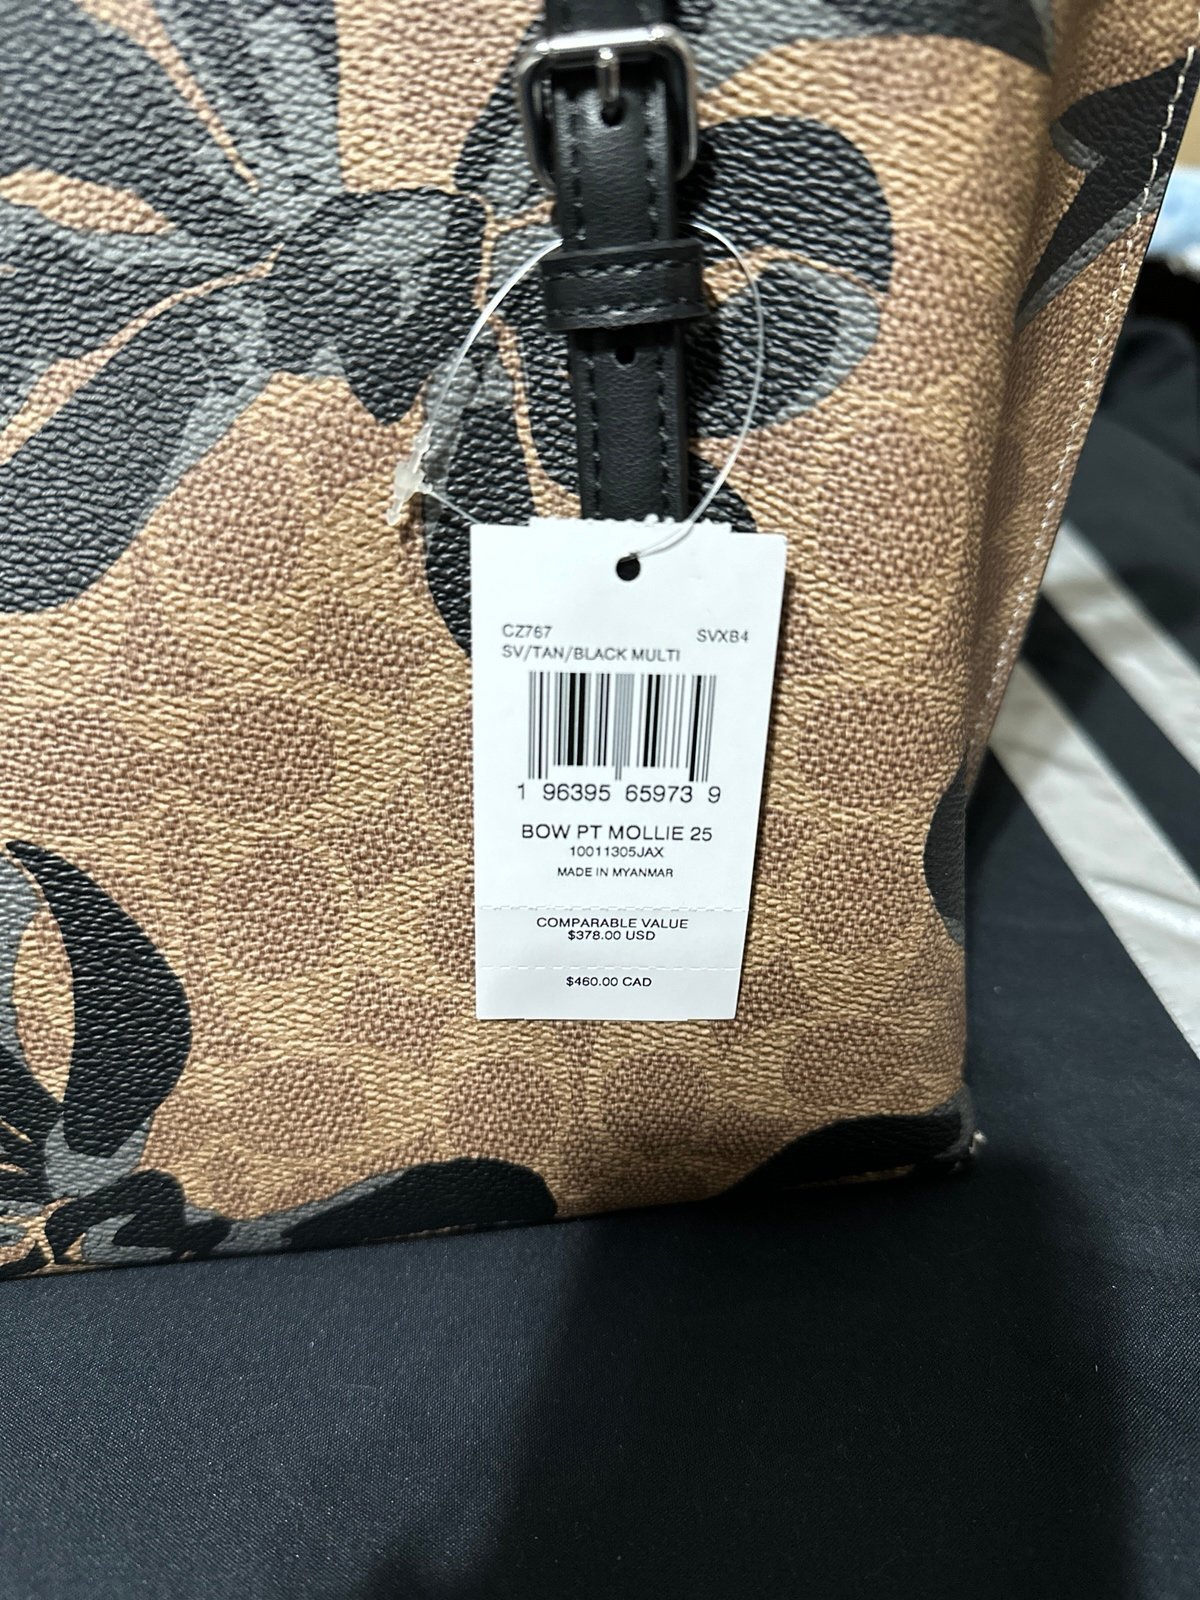 CZ767 SVXB4
SV/TAN/BLACK MULTI
1 96395 65973 9
BOW PT MOLLIE 25
10011305JAX
MADE IN MYANMAR
COMPARABLE VALUE
$378.00 USD
$460.00 CAD